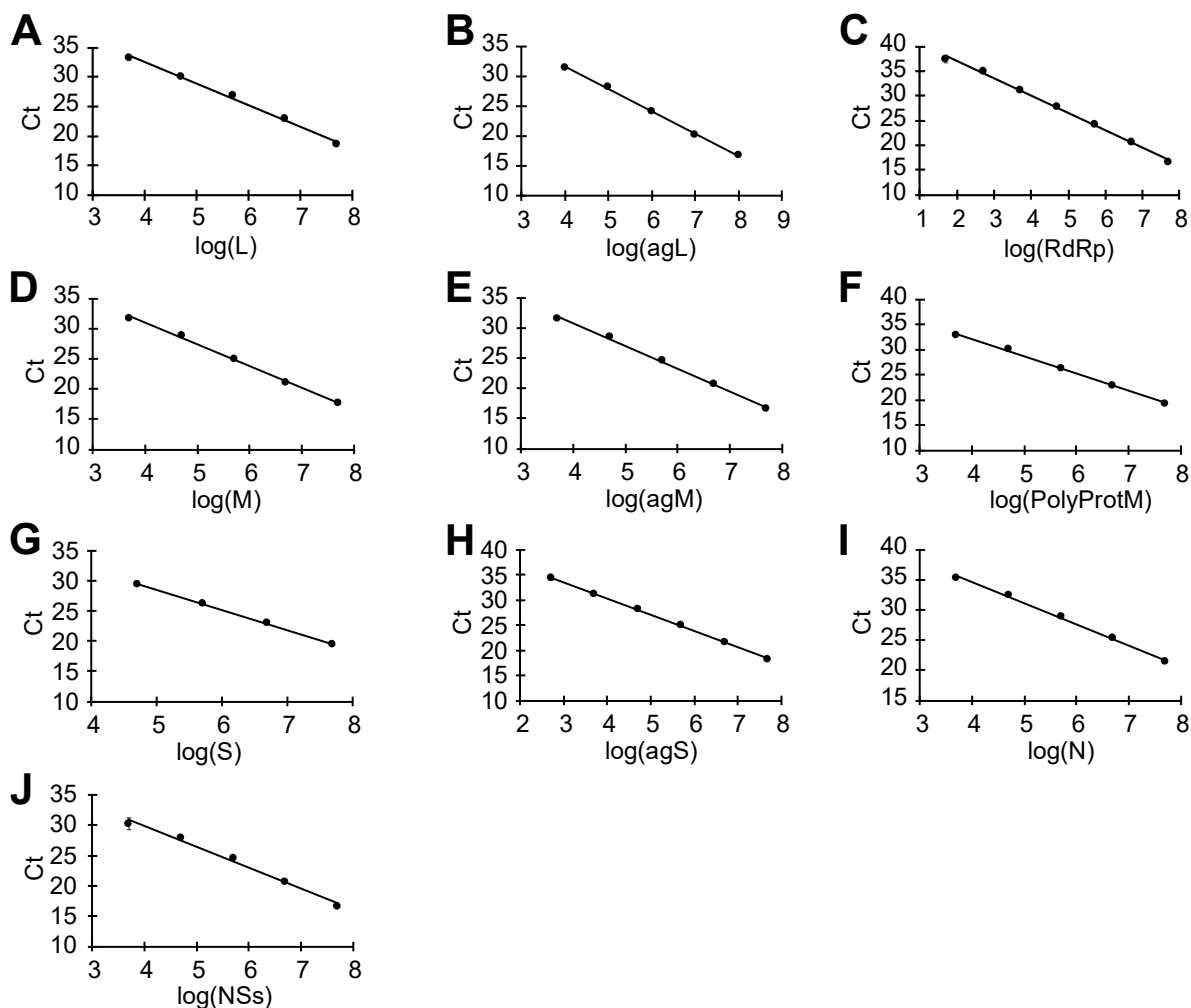 A
35
30
25
20
15
10
Ct
3 4 5 6 7 8
log(L)
B
35
30
25
20
15
10
Ct
3 4 5 6 7 8 9
log(agL)
C
40
35
30
25
20
15
10
Ct
1 2 3 4 5 6 7 8
log(RdRp)
D
35
30
25
20
15
10
Ct
3 4 5 6 7 8
log(M)
E
35
30
25
20
15
10
Ct
3 4 5 6 7 8
log(agM)
F
40
35
30
25
20
15
10
Ct
3 4 5 6 7 8
log(PolyProtM)
G
35
30
25
20
15
10
Ct
4 5 6 7 8
log(S)
H
40
35
30
25
20
15
10
Ct
2 3 4 5 6 7 8
log(agS)
I
40
35
30
25
20
15
Ct
3 4 5 6 7 8
log(N)
J
35
30
25
20
15
10
Ct
3 4 5 6 7 8
log(NSs)